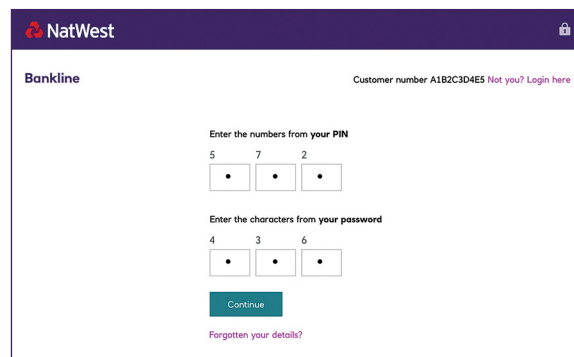 NatWest
Bankline
Customer number A1B2C3D4E5 Not you? Login here
Enter the numbers from your PIN
5 7 2
Enter the characters from your password
4 3 6
Continue
Forgotten your details?